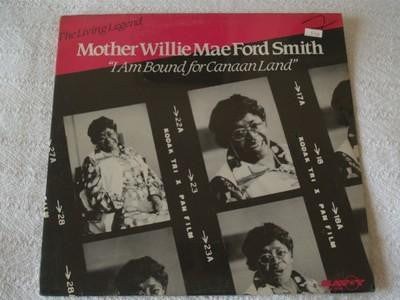 The Living Legend
Mother Willie Mae Ford Smith
"I Am Bound for Canaan Land"
→22A
KODAK TRI X PAN FILM
→23
→23A
→17A
KODAK TRI X PAN FILM
→18
→18A
→27A
→28
→28